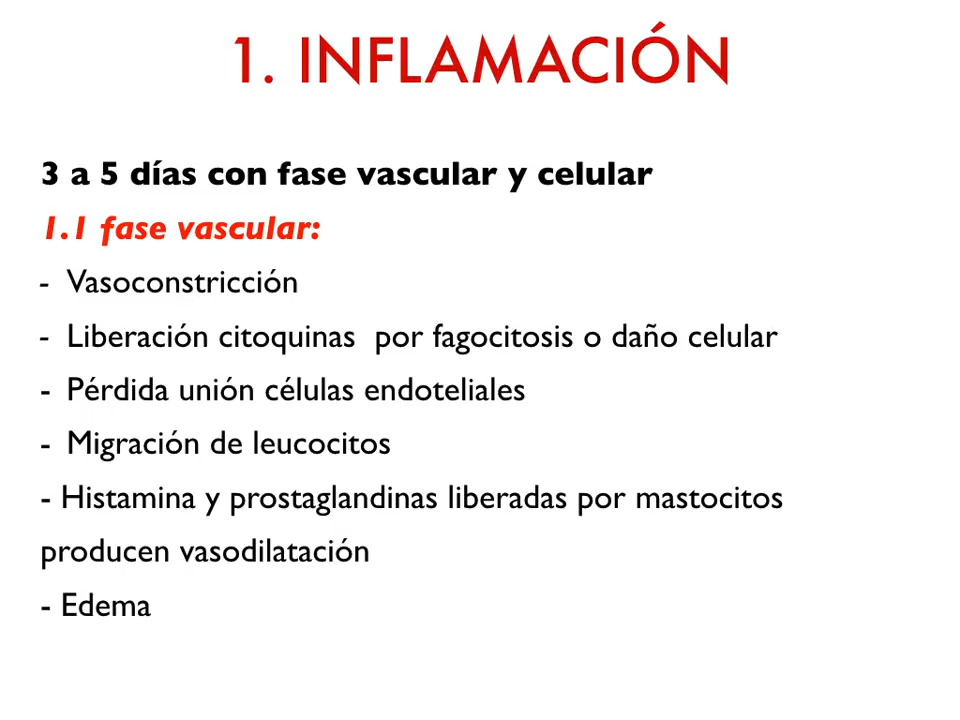 1. INFLAMACIÓN
3 a 5 días con fase vascular y celular
1.1 fase vascular:
- Vasoconstricción
- Liberación citoquinas por fagocitosis o daño celular
- Pérdida unión células endoteliales
- Migración de leucocitos
- Histamina y prostaglandinas liberadas por mastocitos
producen vasodilatación
- Edema